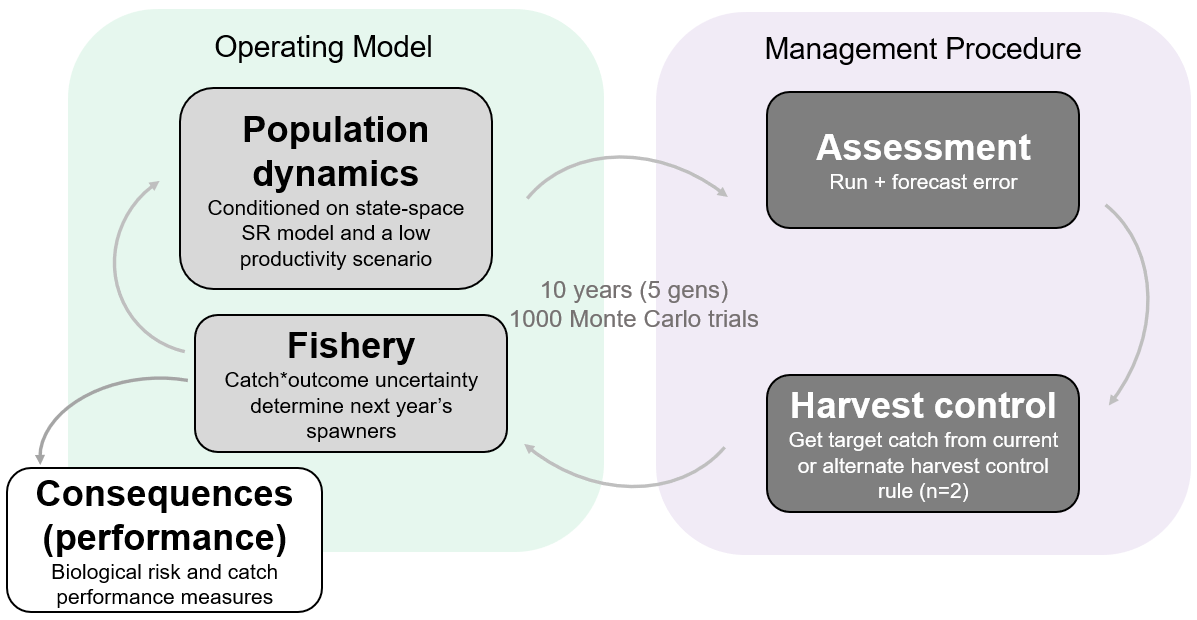 Operating Model
Population
dynamics
Conditioned on state-space
SR model and a low
productivity scenario
Fishery
Catch*outcome uncertainty
determine next year’s
spawners
Consequences
(performance)
Biological risk and catch
performance measures
10 years (5 gens)
1000 Monte Carlo trials
Management Procedure
Assessment
Run + forecast error
Harvest control
Get target catch from current
or alternate harvest control
rule (n=2)